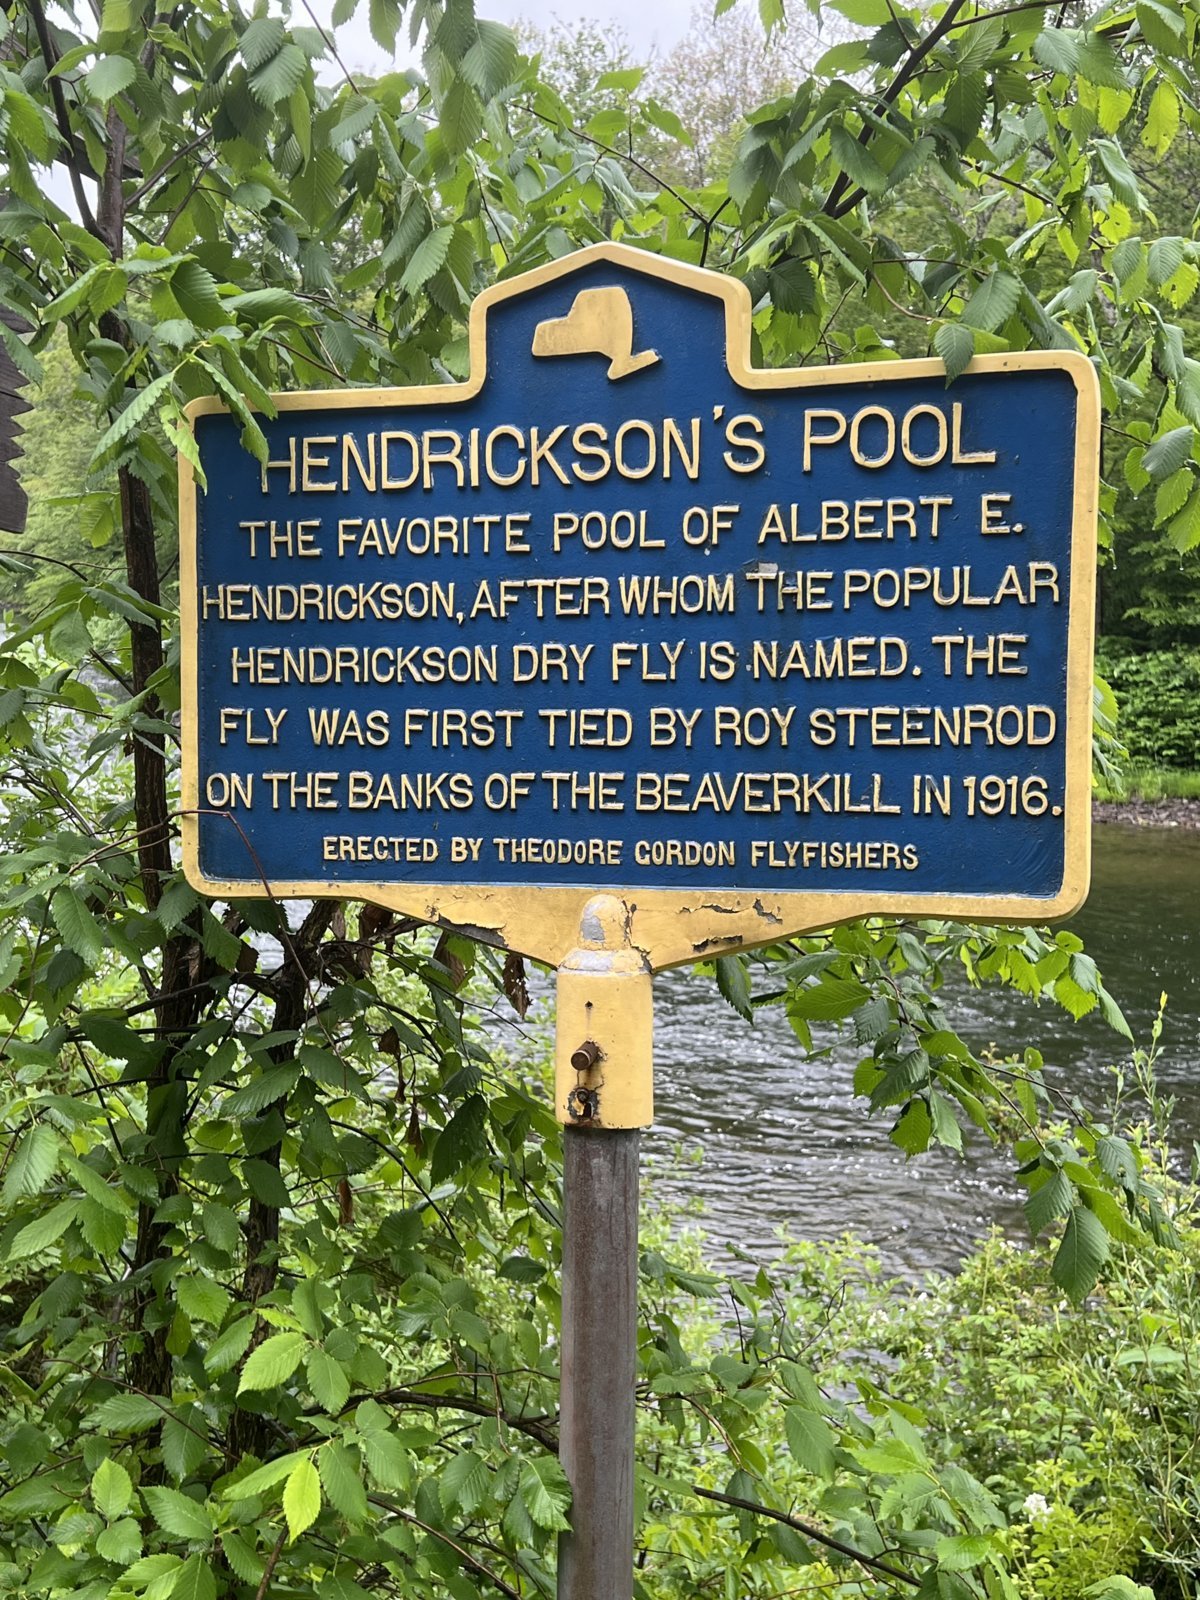 HENDRICKSON'S POOL
THE FAVORITE POOL OF ALBERT E.
HENDRICKSON, AFTER WHOM THE POPULAR
HENDRICKSON DRY FLY IS NAMED. THE
FLY WAS FIRST TIED BY ROY STEENROD
ON THE BANKS OF THE BEAVERKILL IN 1916.
ERECTED BY THEODORE GORDON FLYFISHERS